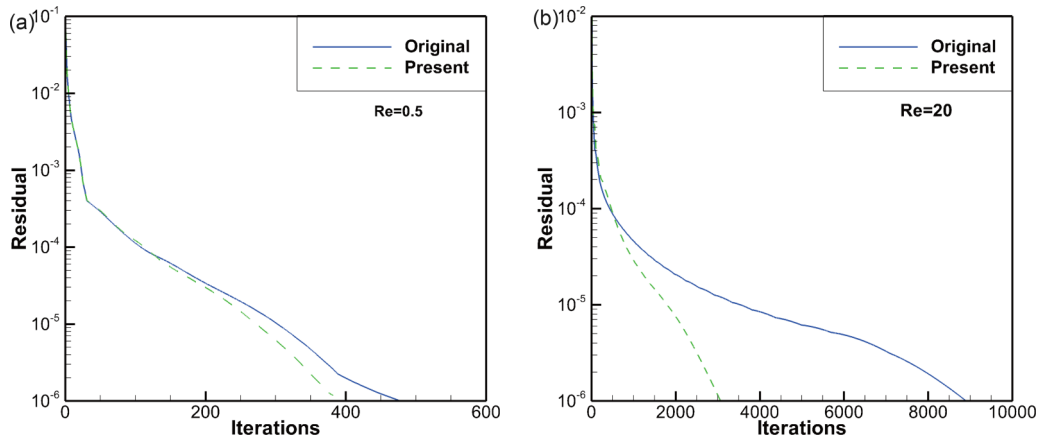 (a)
10-1
10-2
10-3
10-4
10-5
10-6
Residual
0 200 400 600
Iterations
Original
Present
Re=0.5
(b)
10-2
10-3
10-4
10-5
10-6
Residual
0 2000 4000 6000 8000 10000
Iterations
Original
Present
Re=20